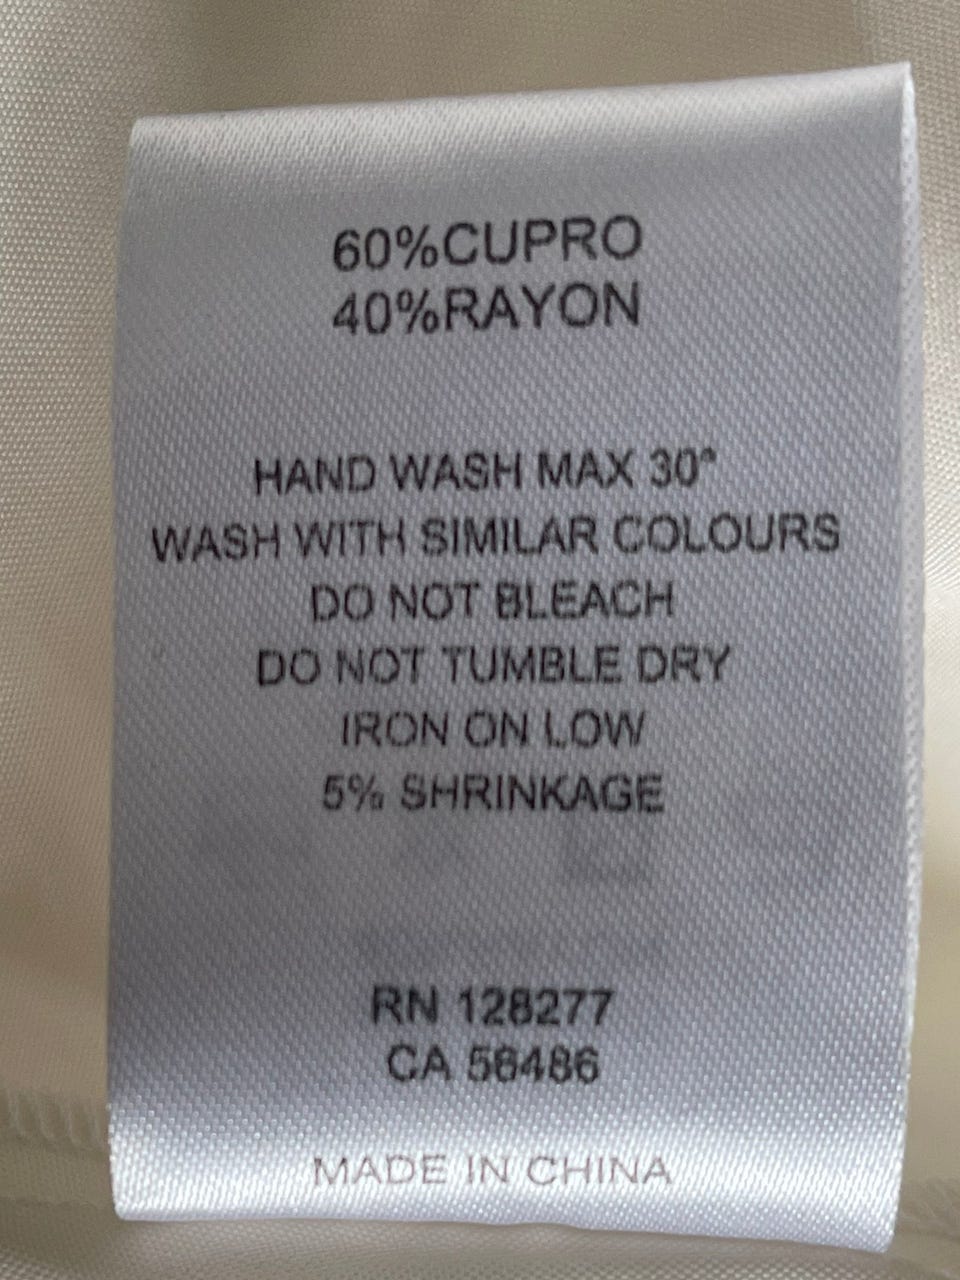 60%CUPRO
40%RAYON
HAND WASH MAX 30°
WASH WITH SIMILAR COLOURS
DO NOT BLEACH
DO NOT TUMBLE DRY
IRON ON LOW
5% SHRINKAGE
RN 128277
CA 56486
MADE IN CHINA